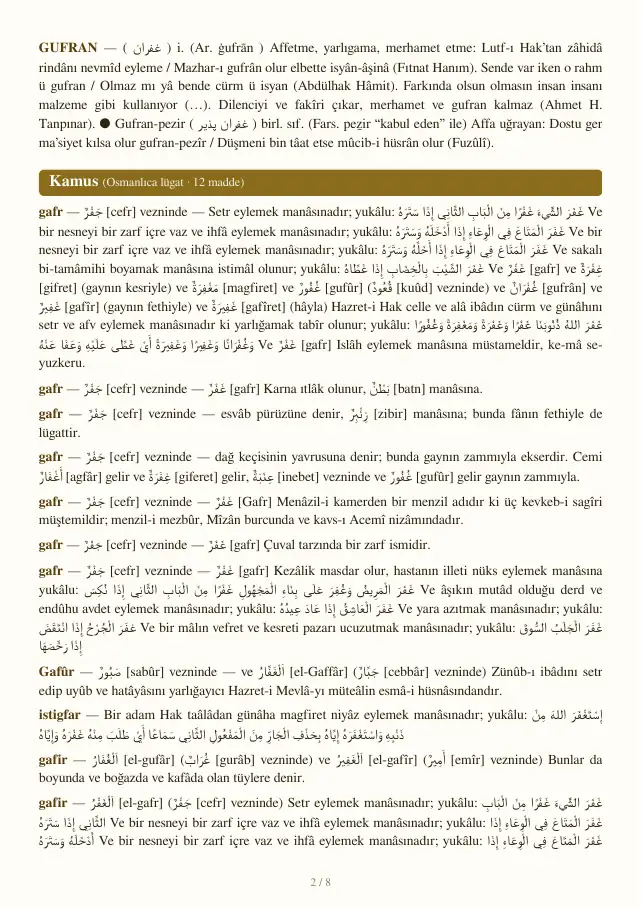 GUFRAN — ( غفران ) i. (Ar. ġufrān ) Affetme, yarlıgama, merhamet etme: Lutf-ı Hak’tan zâhidâ
rindânı nevmîd eyleme / Mazhar-ı gufrân olur elbette isyân-âşinâ (Fıtnat Hanım). Sende var iken o rahm
ü gufran / Olmaz mı yâ bende cürm ü isyan (Abdülhak Hâmit). Farkında olsun olmasın insan insanı
malzeme gibi kullanıyor (…). Dilenciyi ve fakîri çıkar, merhamet ve gufran kalmaz (Ahmet H.
Tanpınar). ● Gufran-pezir ( غفران پذیر ) birl. sıf. (Fars. peẕіr “kabul eden” ile) Affa uğrayan: Dostu ger
ma’siyet kılsa olur gufran-pezîr / Düşmeni bin tâat etse mûcib-i hüsrân olur (Fuzûlî).
Kamus (Osmanlıca lügat · 12 madde)
gafr — جَفْرٌ [cefr] vezninde — Setr eylemek manâsınadır; yukâlu: غَفَرَ الشَّيْءَ غَفْرًا مِنَ الْبَابِ الثَّانِي إِذَا سَتَرَهُ Ve
bir nesneyi bir zarf içre vaz ve ihfâ eylemek manâsınadır; yukâlu: غَفَرَ الْمَتَاعَ فِي الْوِعَاءِ إِذَا أَدْخَلَهُ وَسَتَرَهُ Ve bir
nesneyi bir zarf içre vaz ve ihfâ eylemek manâsınadır; yukâlu: غَفَرَ الْمَتَاعَ فِي الْوِعَاءِ إِذَا أَخَلَّهُ وَسَتَرَهُ Ve sakalı
bi-tamâmihi boyamak manâsına istimâl olunur; yukâlu: غَفَرَ الشَّيْبَ بِالْخِضَابِ إِذَا غَطَّاهُ Ve غَفْرٌ [gafr] ve غِفْرَةٌ
[gifret] (gaynın kesriyle) ve مَغْفِرَةٌ [magfiret] ve غُفُورٌ [gufûr] (قُعُودٌ [kuûd] vezninde) ve غُفْرَانٌ [gufrân] ve
غَفِيرٌ [gafîr] (gaynın fethiyle) ve غَفِيرَةٌ [gafîret] (hâyla) Hazret-i Hak celle ve alâ ibâdın cürm ve günâhını
setr ve afv eylemek manâsınadır ki yarlığamak tabîr olunur; yukâlu: غَفَرَ اللهُ ذُنُوبَنَا غَفْرًا وَغِفْرَةً وَمَغْفِرَةً وَغُفُورًا
وَغُفْرَانًا وَغَفِيرًا وَغَفِيرَةً أَيْ غَطَّى عَلَيْهِ وَعَفَا عَنْهُ Ve غَفْرٌ [gafr] Islâh eylemek manâsına müstameldir, ke-mâ se-
yuzkeru.
gafr — جَفْرٌ [cefr] vezninde — غَفْرٌ [gafr] Karna ıtlâk olunur, بَطْنٌ [batn] manâsına.
gafr — جَفْرٌ [cefr] vezninde — esvâb pürüzüne denir, زِئْبِرٌ [zibir] manâsına; bunda fânın fethiyle de
lügattir.
gafr — جَفْرٌ [cefr] vezninde — dağ keçisinin yavrusuna denir; bunda gaynın zammıyla ekserdir. Cemi
أَغْفَارٌ [agfâr] gelir ve غِفَرَةٌ [giferet] gelir, عِنَبَةٌ [inebet] vezninde ve غُفُورٌ [gufûr] gelir gaynın zammıyla.
gafr — جَفْرٌ [cefr] vezninde — غَفْرٌ [Gafr] Menâzil-i kamerden bir menzil adıdır ki üç kevkeb-i sagîri
müştemildir; menzil-i mezbûr, Mîzân burcunda ve kavs-ı Acemî nizâmındadır.
gafr — جَفْرٌ [cefr] vezninde — غَفْرٌ [gafr] Çuval tarzında bir zarf ismidir.
gafr — جَفْرٌ [cefr] vezninde — غَفْرٌ [gafr] Kezâlik masdar olur, hastanın illeti nüks eylemek manâsına
yukâlu: غَفَرَ الْمَرِيضُ وَغُفِرَ عَلَى بِنَاءِ الْمَجْهُولِ غَفْرًا مِنَ الْبَابِ الثَّانِي إِذَا نُكِسَ Ve âşıkın mutâd olduğu derd ve
endûhu avdet eylemek manâsınadır; yukâlu: غَفَرَ الْعَاشِقُ إِذَا عَادَ عِيدُهُ Ve yara azıtmak manâsınadır; yukâlu:
غَفَرَ الْجُرْحُ إِذَا انْتَقَضَ Ve bir mâlın vefret ve kesreti pazarı ucuzutmak manâsınadır; yukâlu: غَفَرَ الْجَلَبُ السُّوقَ
إِذَا رَخَّصَهَا
Gafûr — صَبُورٌ [sabûr] vezninde — ve اَلْغَفَّارُ [el-Gaffâr] (جَبَّارٌ [cebbâr] vezninde) Zünûb-ı ibâdını setr
edip uyûb ve hatâyâsını yarlığayıcı Hazret-i Mevlâ-yı müteâlin esmâ-i hüsnâsındandır.
istigfar — Bir adam Hak taâlâdan günâha magfiret niyâz eylemek manâsınadır; yukâlu: إِسْتَغْفَرَ اللهَ مِنْ
ذَنْبِهِ وَاسْتَغْفَرَهُ إِيَّاهُ بِحَذْفِ الْجَارِ مِنَ الْمَفْعُولِ الثَّانِي سَمَاعًا أَيْ طَلَبَ مِنْهُ غَفْرَهُ وَإِيَّاهُ
gafir — اَلْغُفَارُ [el-gufâr] (غُرَابٌ [gurâb] vezninde) ve اَلْغَفِيرُ [el-gafîr] (أَمِيرٌ [emîr] vezninde) Bunlar da
boyunda ve boğazda ve kafâda olan tüylere denir.
gafir — اَلْغَفْرُ [el-gafr] (جَفْرٌ [cefr] vezninde) Setr eylemek manâsınadır; yukâlu: غَفَرَ الشَّيْءَ غَفْرًا مِنَ الْبَابِ
الثَّانِي إِذَا سَتَرَهُ Ve bir nesneyi bir zarf içre vaz ve ihfâ eylemek manâsınadır; yukâlu: غَفَرَ الْمَتَاعَ فِي الْوِعَاءِ إِذَا
أَدْخَلَهُ وَسَتَرَهُ Ve bir nesneyi bir zarf içre vaz ve ihfâ eylemek manâsınadır; yukâlu: غَفَرَ الْمَتَاعَ فِي الْوِعَاءِ إِذَا
2 / 8